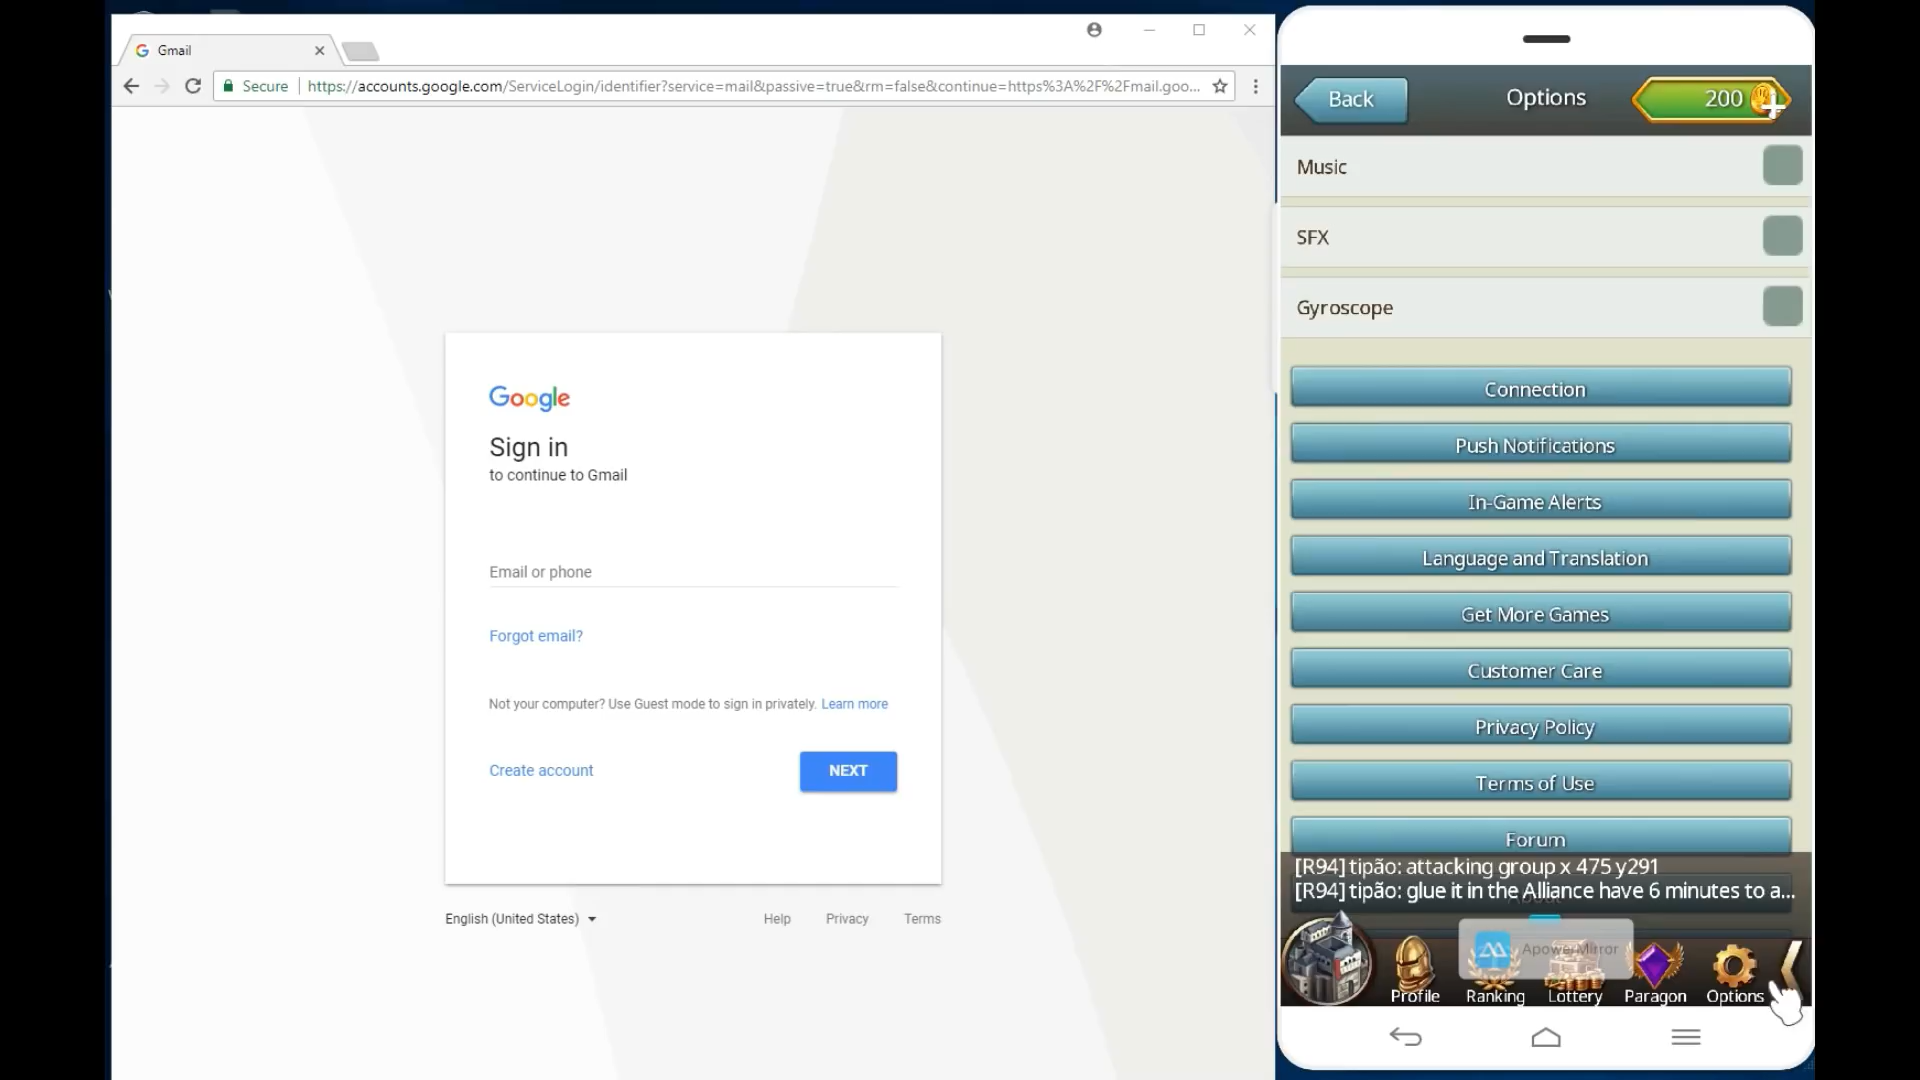 Gmail
Secure
https://accounts.google.com/ServiceLogin/identifier?service=mail&passive=true&rm=false&continue=https%3A%2F%2Fmail.goo...
Google
Sign in
to continue to Gmail
Email or phone
Forgot email?
Not your computer? Use Guest mode to sign in privately. Learn more
Create account
NEXT
English (United States)
Help
Privacy
Terms
Back
Options
200
Music
SFX
Gyroscope
Connection
Push Notifications
In-Game Alerts
Language and Translation
Get More Games
Customer Care
Privacy Policy
Terms of Use
Forum
[R94] tipão: attacking group x 475 y291
[R94] tipão: glue it in the Alliance have 6 minutes to a...
About
ApowerMirror
Profile
Ranking
Lottery
Paragon
Options